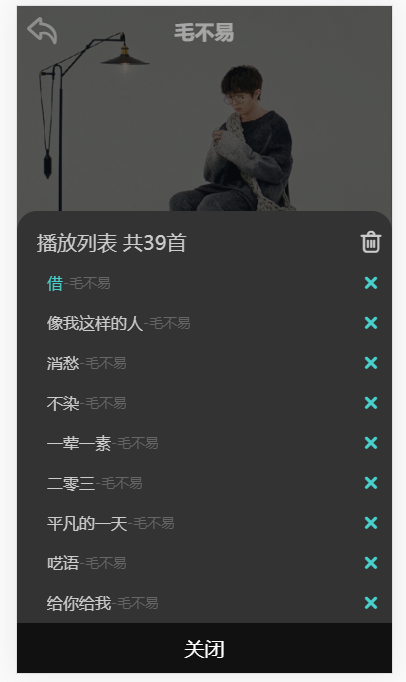 毛不易
播放列表 共39首
借-毛不易
像我这样的人-毛不易
消愁-毛不易
不染-毛不易
一荤一素-毛不易
二零三-毛不易
平凡的一天-毛不易
呓语-毛不易
给你给我-毛不易
关闭